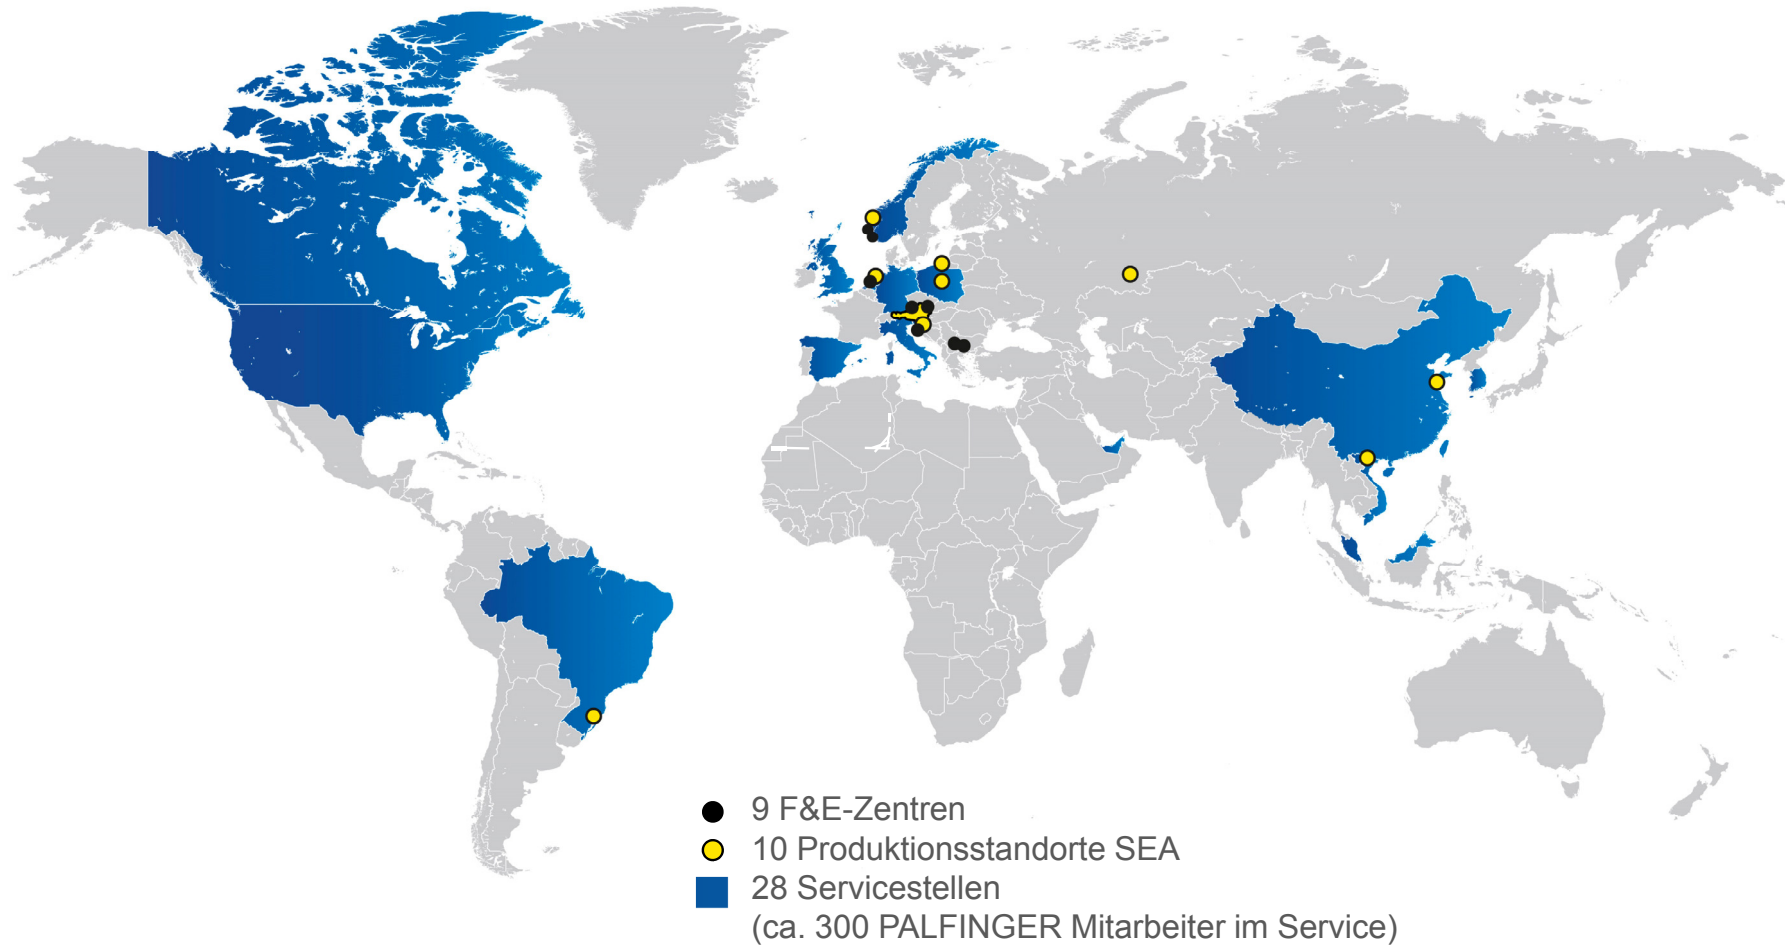 9 F&E-Zentren
10 Produktionsstandorte SEA
28 Servicestellen
(ca. 300 PALFINGER Mitarbeiter im Service)